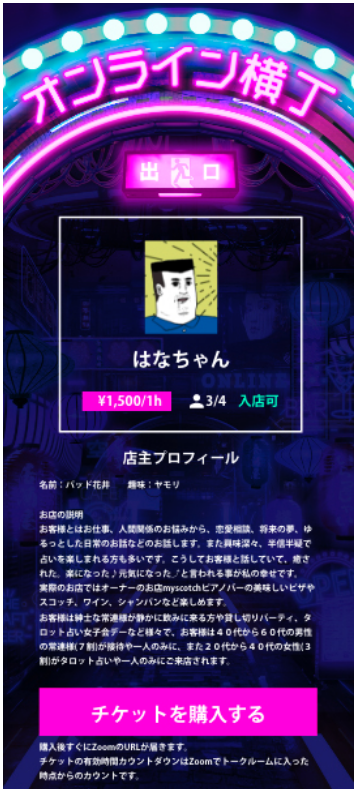 オンライン横丁
出口
はなちゃん
¥1,500/1h 3/4 入店可
店主プロフィール
名前：バッド花井 趣味：ヤモリ
お店の説明
お客様とはお仕事、人間関係のお悩みから、恋愛相談、将来の夢、ゆ
るっとした日常のお話などのお話します。また興味深々、半信半疑で
占いを楽しまれる方も多いです。こうしてお客様と話していて、癒さ
れた。楽になった♪元気になった⤴と言われる事が私の幸せです。
実際のお店ではオーナーのお店myscotchピアノバーの美味しいピザや
スコッチ、ワイン、シャンパンなど楽しめます。
お客様は紳士な常連様が静かに飲みに来る方や貸し切りパーティ、タ
ロット占い女子会デーなど様々で、お客様は４０代から６０代の男性
の常連様(７割)が接待や一人のみに、また２０代から４０代の女性(３
割)がタロット占いや一人のみにご来店されます。
チケットを購入する
購入後すぐにZoomのURLが届きます。
チケットの有効時間カウントダウンはZoomでトークルームに入った
時点からのカウントです。